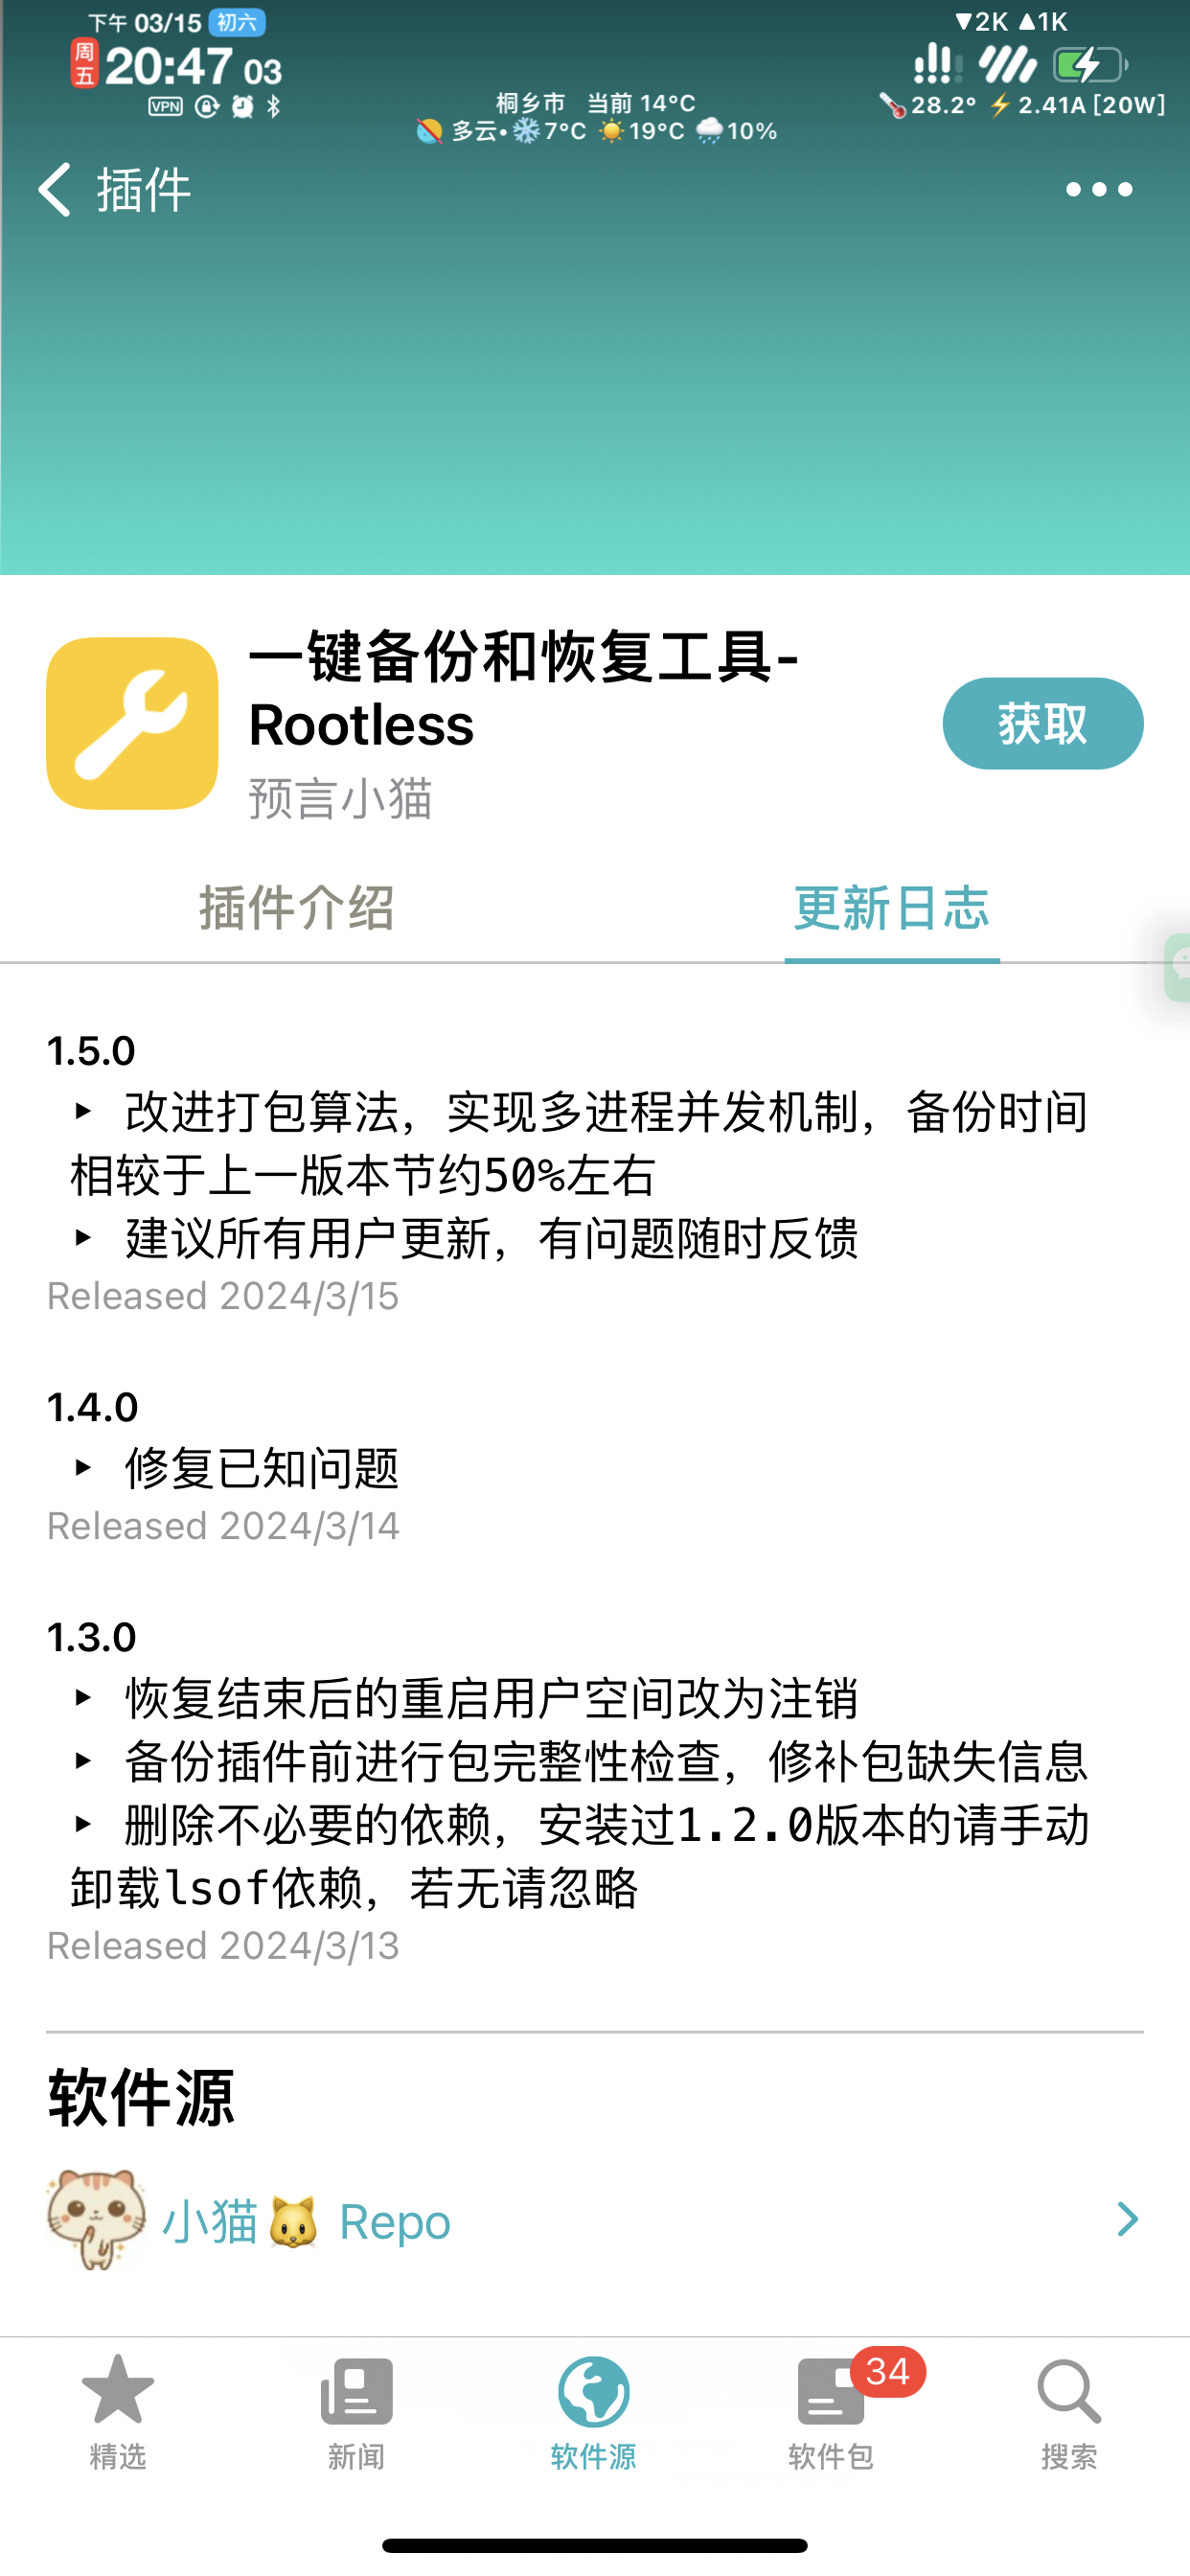 下午 03/15 初六
▼2K ▲1K
周五 20:47 03
VPN
桐乡市 当前 14°C
28.2° ⚡ 2.41A [20W]
多云•❄️7°C ☀️19°C 🌧️10%
插件
一键备份和恢复工具-
Rootless
获取
预言小猫
插件介绍
更新日志
1.5.0
‣ 改进打包算法，实现多进程并发机制，备份时间
相较于上一版本节约50%左右
‣ 建议所有用户更新，有问题随时反馈
Released 2024/3/15
1.4.0
‣ 修复已知问题
Released 2024/3/14
1.3.0
‣ 恢复结束后的重启用户空间改为注销
‣ 备份插件前进行包完整性检查，修补包缺失信息
‣ 删除不必要的依赖，安装过1.2.0版本的请手动
卸载lsof依赖，若无请忽略
Released 2024/3/13
软件源
小猫🐱 Repo
34
精选
新闻
软件源
软件包
搜索